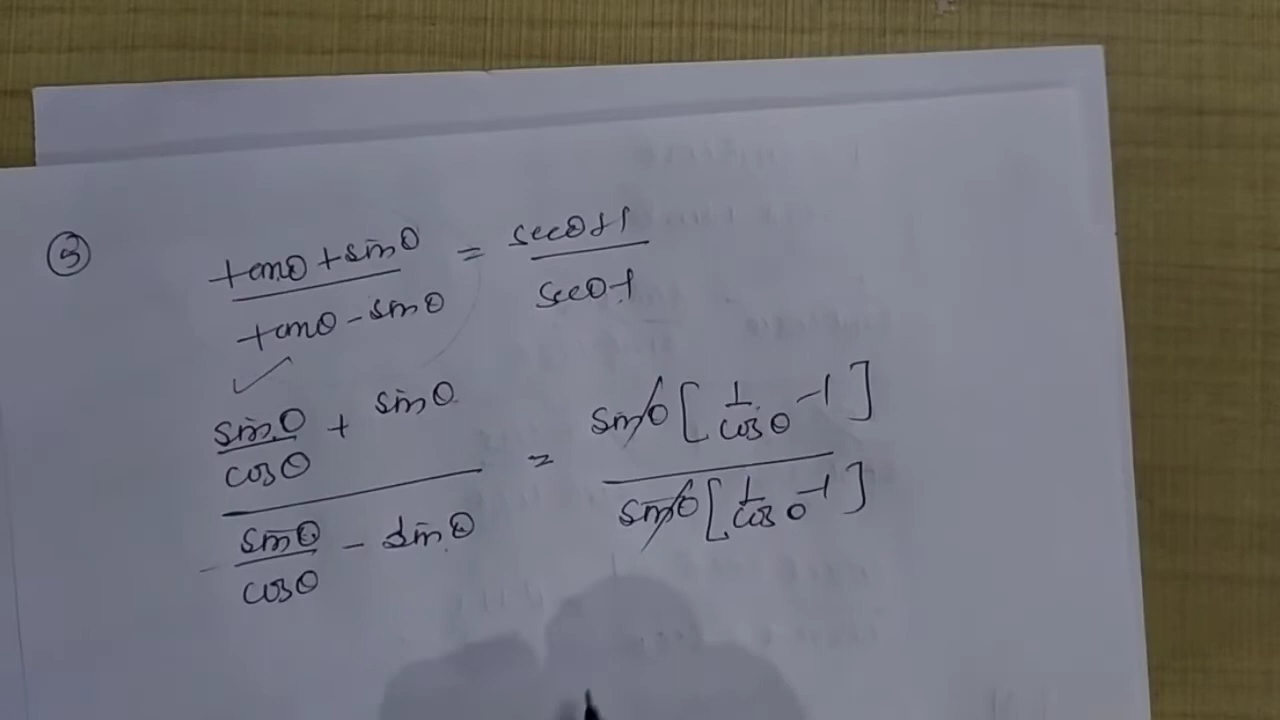 ③
tanθ + sinθ / tanθ - sinθ = secθ+1 / secθ-1
✓
sinθ/cosθ + sinθ / sinθ/cosθ - sinθ = sinθ [1/cosθ -1] / sinθ [1/cosθ -1]